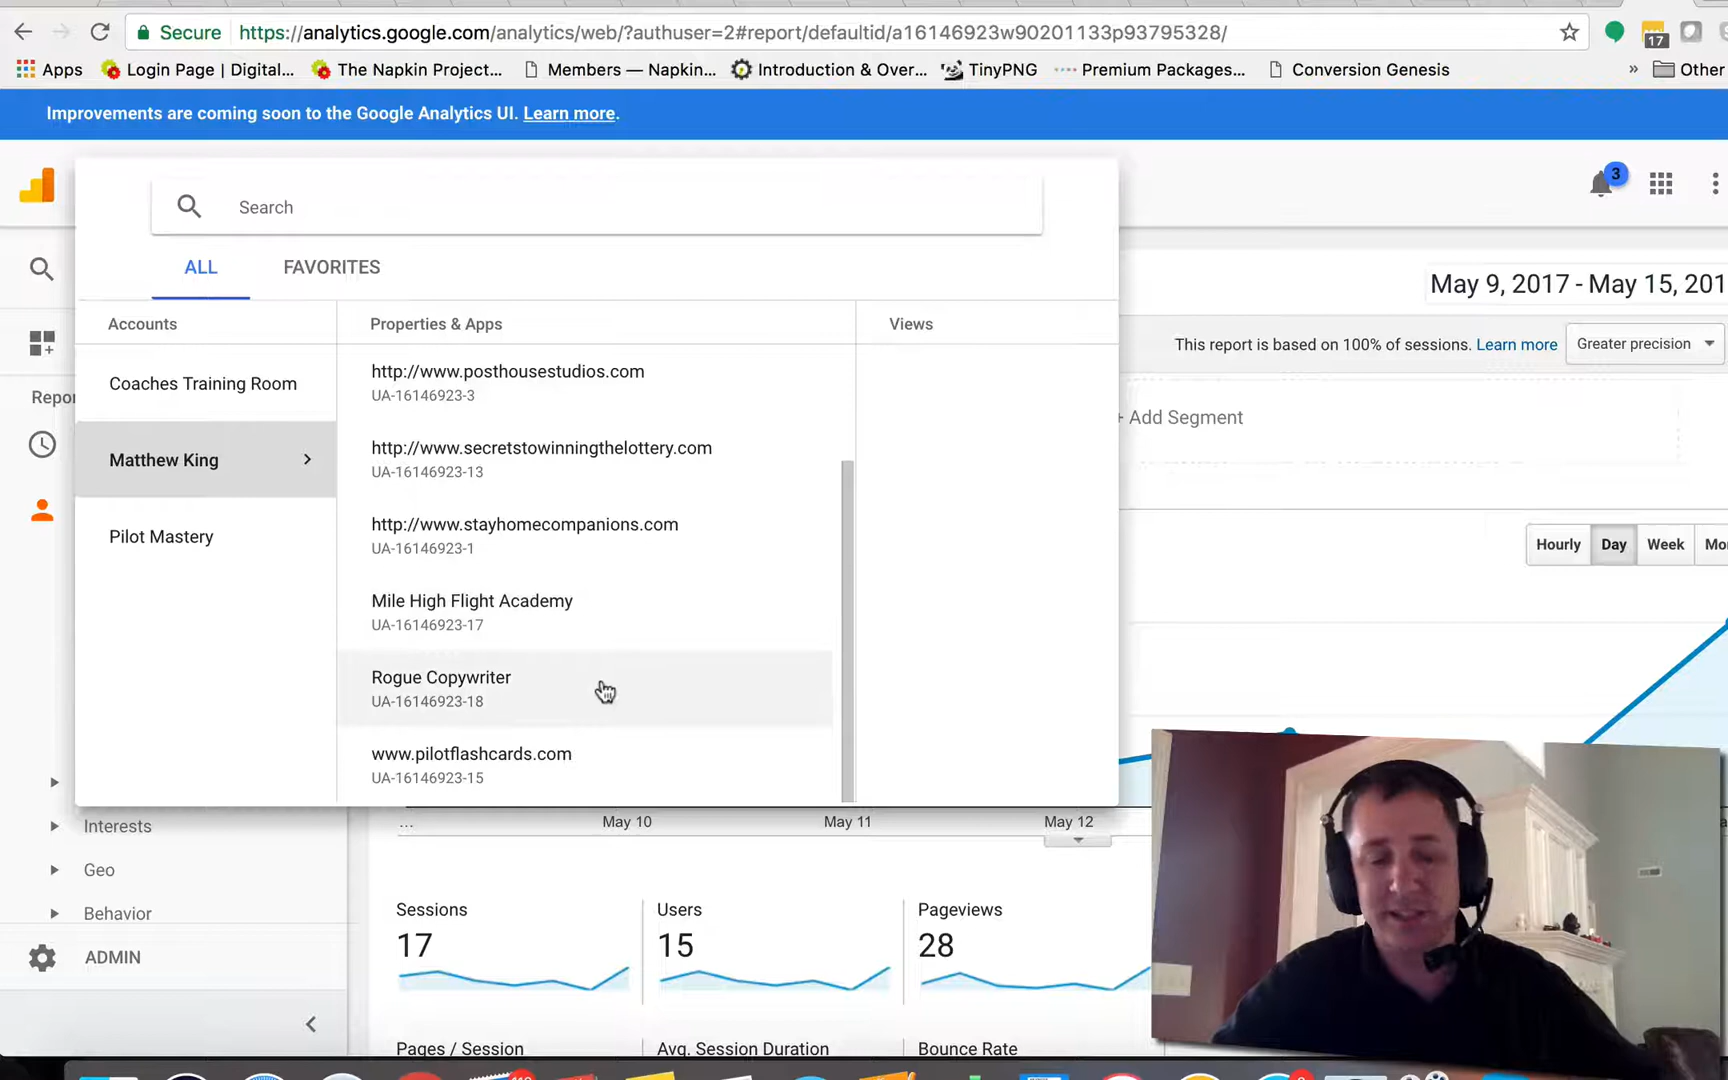 Secure https://analytics.google.com/analytics/web/?authuser=2#report/defaultid/a16146923w90201133p93795328/
17
Apps Login Page | Digital... The Napkin Project... Members — Napkin... Introduction & Over... TinyPNG Premium Packages... Conversion Genesis » Other
Improvements are coming soon to the Google Analytics UI. Learn more.
3
Search
ALL FAVORITES
May 9, 2017 - May 15, 201
Accounts Properties & Apps Views
This report is based on 100% of sessions. Learn more Greater precision
Coaches Training Room
http://www.posthousestudios.com
UA-16146923-3
Repor
+ Add Segment
Matthew King
http://www.secretstowinningthelottery.com
UA-16146923-13
Pilot Mastery
http://www.stayhomecompanions.com
UA-16146923-1
Hourly Day Week Mo
Mile High Flight Academy
UA-16146923-17
Rogue Copywriter
UA-16146923-18
www.pilotflashcards.com
UA-16146923-15
... May 10 May 11 May 12
Interests
Geo
Behavior
ADMIN
Sessions Users Pageviews
17 15 28
Pages / Session Avg. Session Duration Bounce Rate